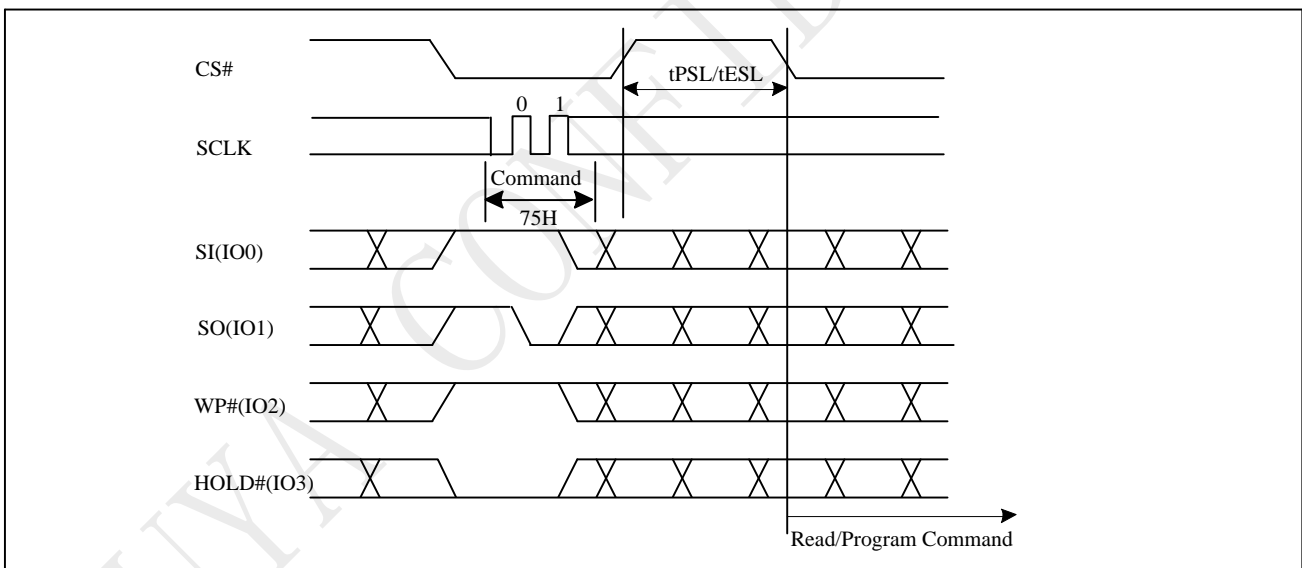 CS#
tPSL/tESL
0 1
SCLK
Command
75H
SI(IO0)
SO(IO1)
WP#(IO2)
HOLD#(IO3)
Read/Program Command